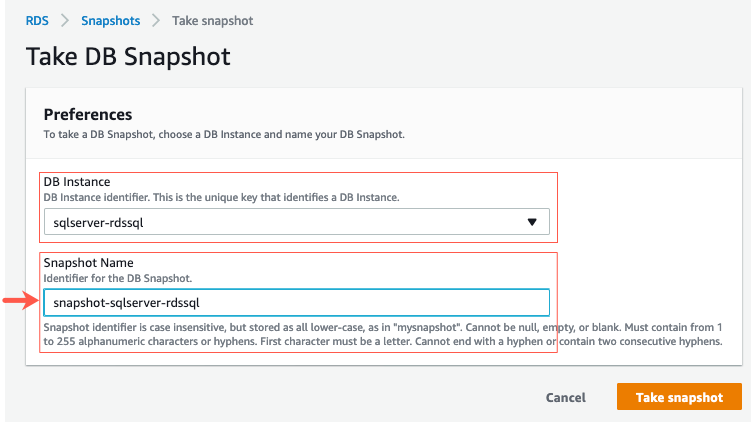 RDS > Snapshots > Take snapshot
Take DB Snapshot
Preferences
To take a DB Snapshot, choose a DB Instance and name your DB Snapshot.
DB Instance
DB Instance identifier. This is the unique key that identifies a DB Instance.
sqlserver-rdssql
Snapshot Name
Identifier for the DB Snapshot.
snapshot-sqlserver-rdssql
Snapshot identifier is case insensitive, but stored as all lower-case, as in "mysnapshot". Cannot be null, empty, or blank. Must contain from 1
to 255 alphanumeric characters or hyphens. First character must be a letter. Cannot end with a hyphen or contain two consecutive hyphens.
Cancel Take snapshot